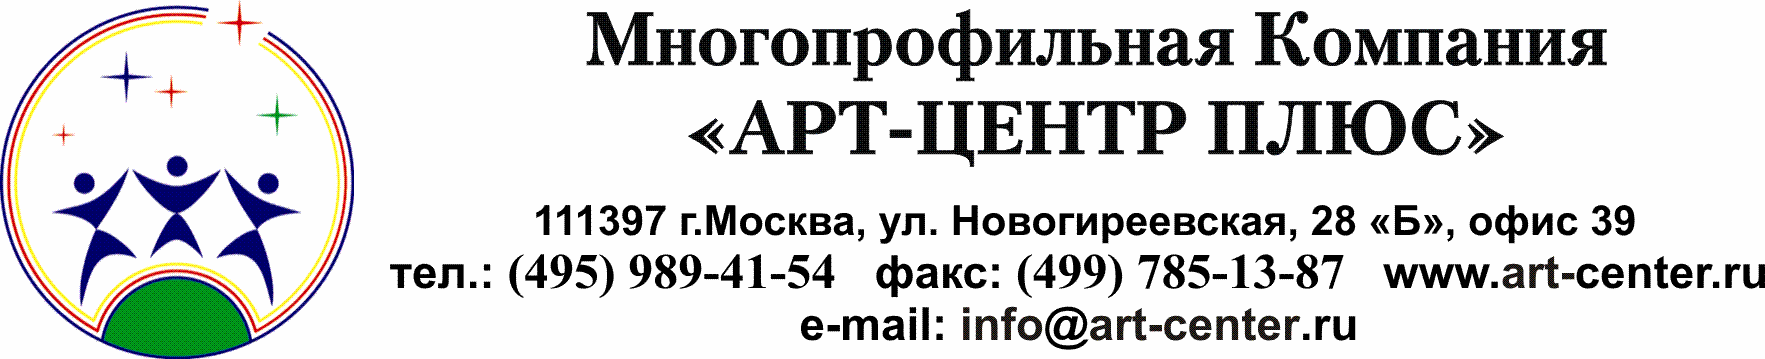 Многопрофильная Компания
«АРТ-ЦЕНТР ПЛЮС»
111397 г.Москва, ул. Новогиреевская, 28 «Б», офис 39
тел.: (495) 989-41-54 факс: (499) 785-13-87 www.art-center.ru
e-mail: info@art-center.ru